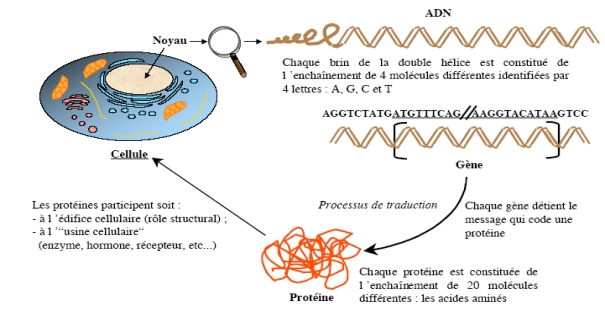 ADN
Noyau
Chaque brin de la double hélice est constitué de
l 'enchaînement de 4 molécules différentes identifiées par
4 lettres : A, G, C et T
AGGTCTATGATGTTTCAG//AAGGTACATAAGTCC
Gène
Cellule
Les protéines participent soit :
- à l 'édifice cellulaire (rôle structural) ;
- à l '“usine cellulaire“
(enzyme, hormone, récepteur, etc...)
Processus de traduction
Chaque gène détient le
message qui code une
protéine
Protéine
Chaque protéine est constituée de
l 'enchaînement de 20 molécules
différentes : les acides aminés